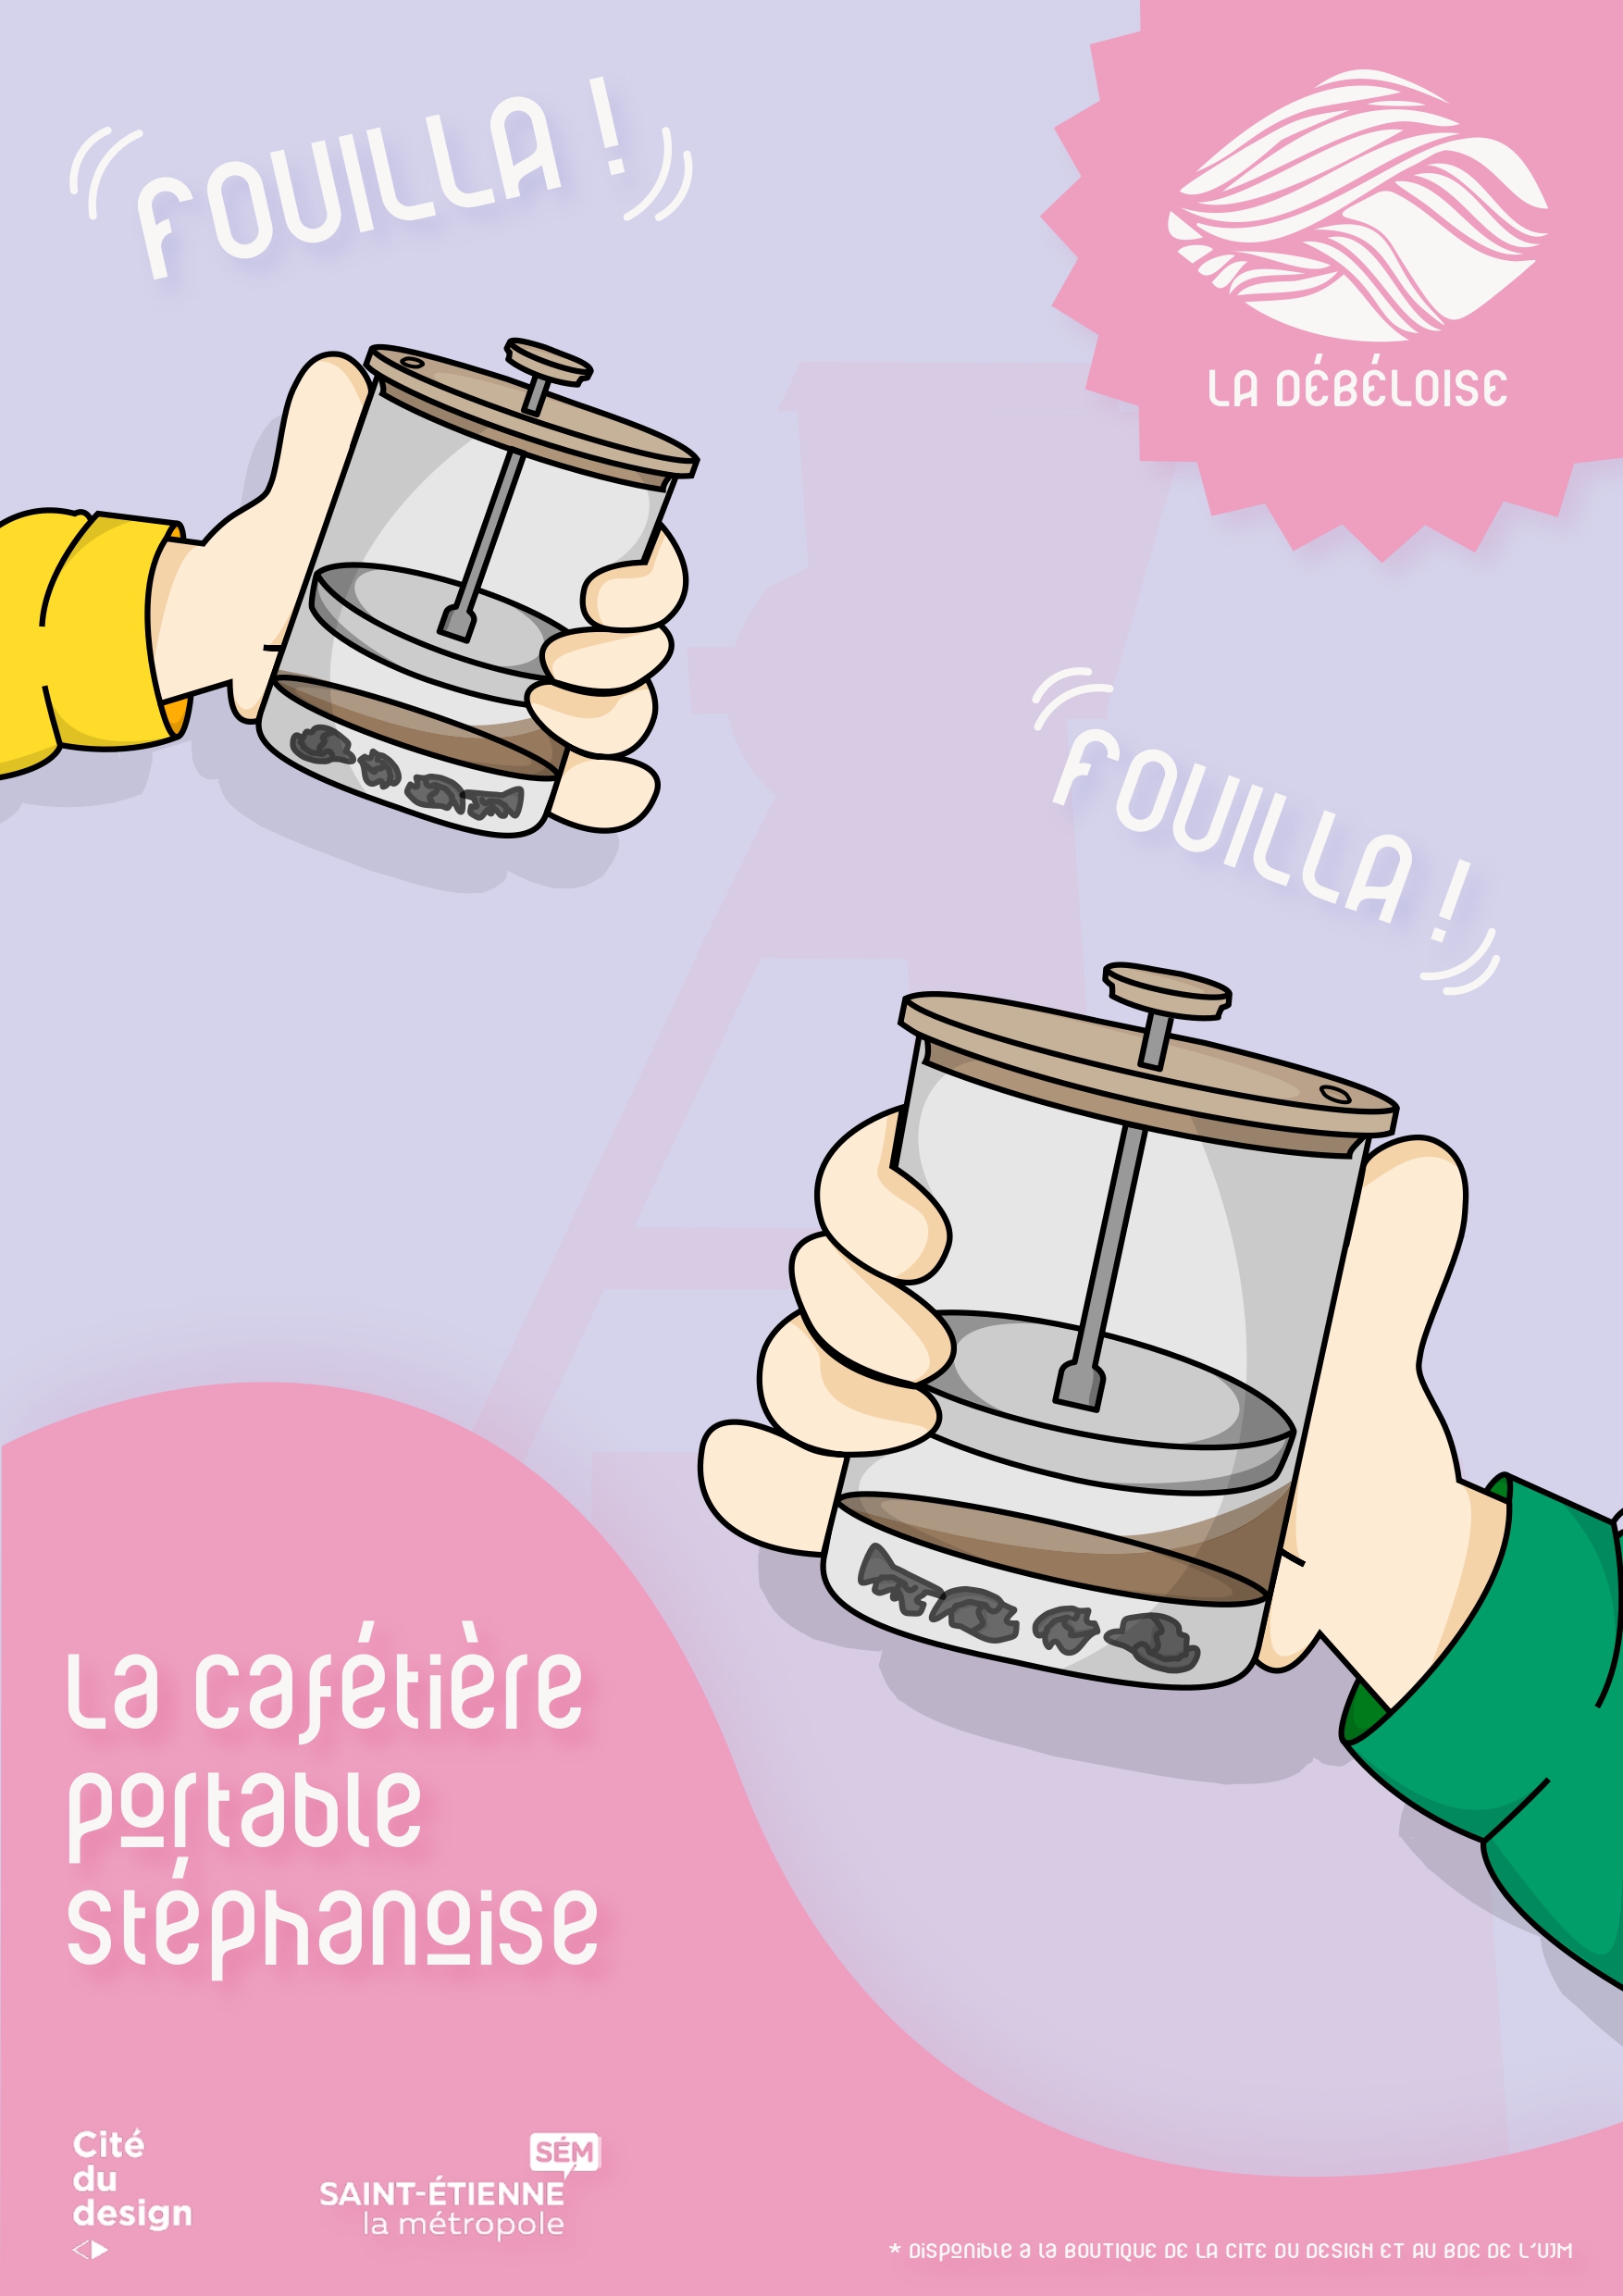 FOUILLA !
LA DÉBÉLOISE
FOUILLA !
La cafétière
portable
stéphanoise
Cité
du
design
SÉM
SAINT-ÉTIENNE
la métropole
* Disponible a la BOUTIQUE DE LA CITE DU DESIGN ET AU BDE DE L'UJM